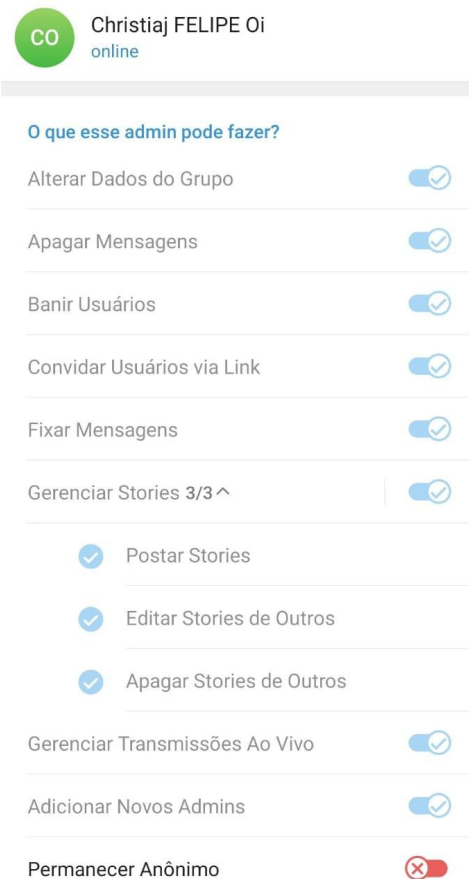 CO
Christiaj FELIPE Oi
online
O que esse admin pode fazer?
Alterar Dados do Grupo
Apagar Mensagens
Banir Usuários
Convidar Usuários via Link
Fixar Mensagens
Gerenciar Stories 3/3
Postar Stories
Editar Stories de Outros
Apagar Stories de Outros
Gerenciar Transmissões Ao Vivo
Adicionar Novos Admins
Permanecer Anônimo